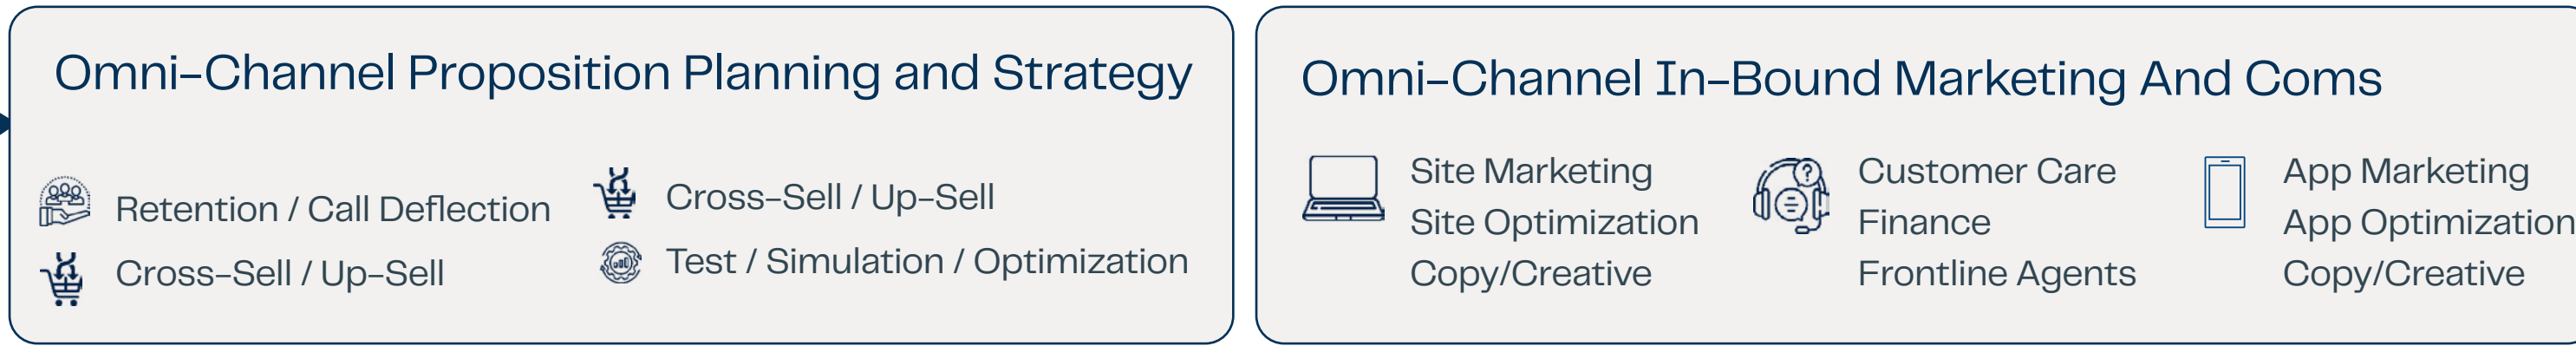 Omni-Channel Proposition Planning and Strategy
Retention / Call Deflection
Cross-Sell / Up-Sell
Cross-Sell / Up-Sell
Test / Simulation / Optimization
Omni-Channel In-Bound Marketing And Coms
Site Marketing
Site Optimization
Copy/Creative
Customer Care
Finance
Frontline Agents
App Marketing
App Optimization
Copy/Creative